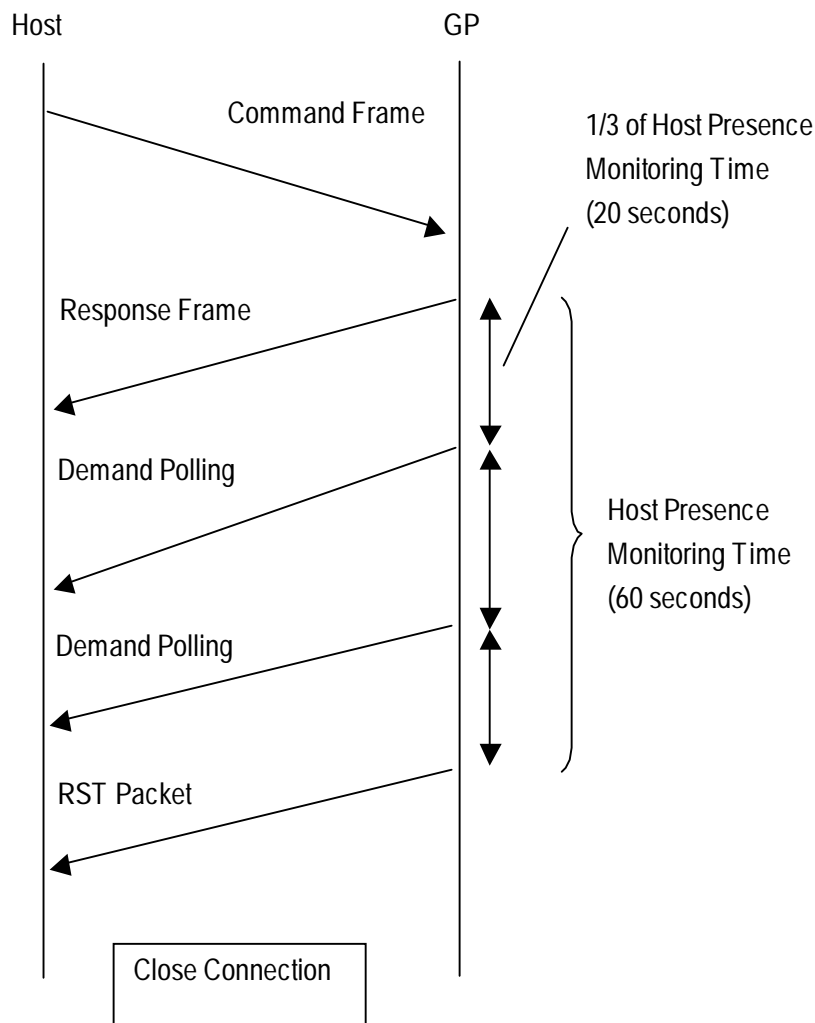 Host
GP
Command Frame
1/3 of Host Presence
Monitoring Time
(20 seconds)
Response Frame
Demand Polling
Host Presence
Monitoring Time
(60 seconds)
Demand Polling
RST Packet
Close Connection